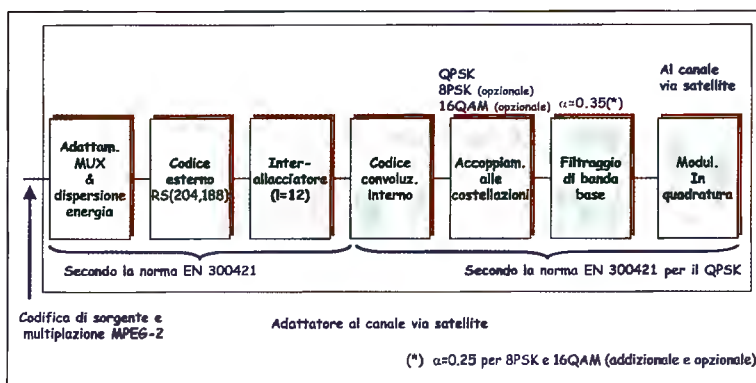 QPSK
8PSK (opzionale)
16QAM (opzionale)
α=0.35(*)
Al canale
via satellite
Adattam.
MUX
&
dispersione
energia
Codice
esterno
RS(204,188)
Inter-
allacciatore
(I=12)
Codice
convoluz.
interno
Accoppiam.
alle
costellazioni
Filtraggio
di banda
base
Modul.
In
quadratura
Secondo la norma EN 300421
Secondo la norma EN 300421 per il QPSK
Codifica di sorgente e
multiplazione MPEG-2
Adattatore al canale via satellite
(*) α=0.25 per 8PSK e 16QAM (addizionale e opzionale)